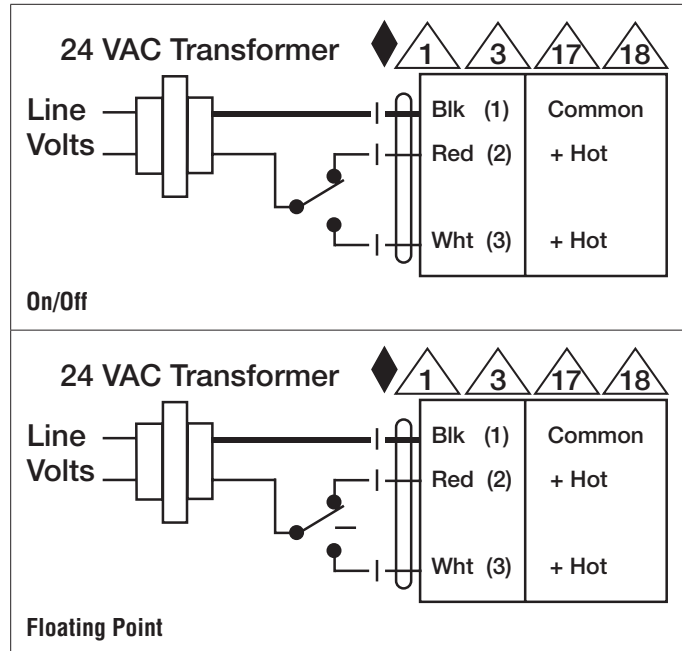 24 VAC Transformer 1 3 17 18
Line Volts
Blk (1) Common
Red (2) + Hot
Wht (3) + Hot
On/Off
24 VAC Transformer 1 3 17 18
Line Volts
Blk (1) Common
Red (2) + Hot
Wht (3) + Hot
Floating Point